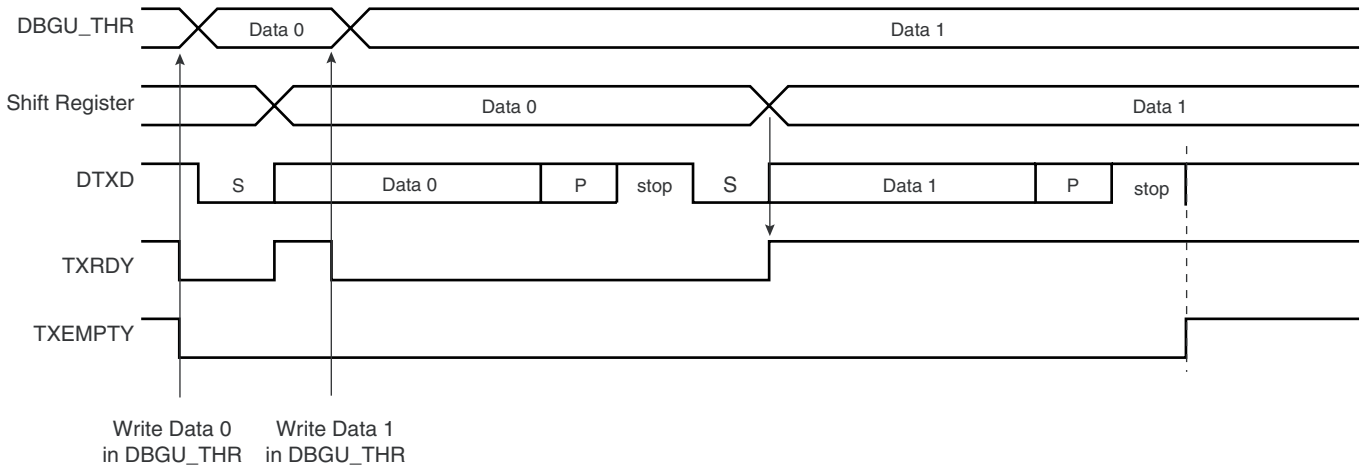 DBGU_THR Data 0 Data 1
Shift Register Data 0 Data 1
DTXD S Data 0 P stop S Data 1 P stop
TXRDY
TXEMPTY
Write Data 0
in DBGU_THR
Write Data 1
in DBGU_THR